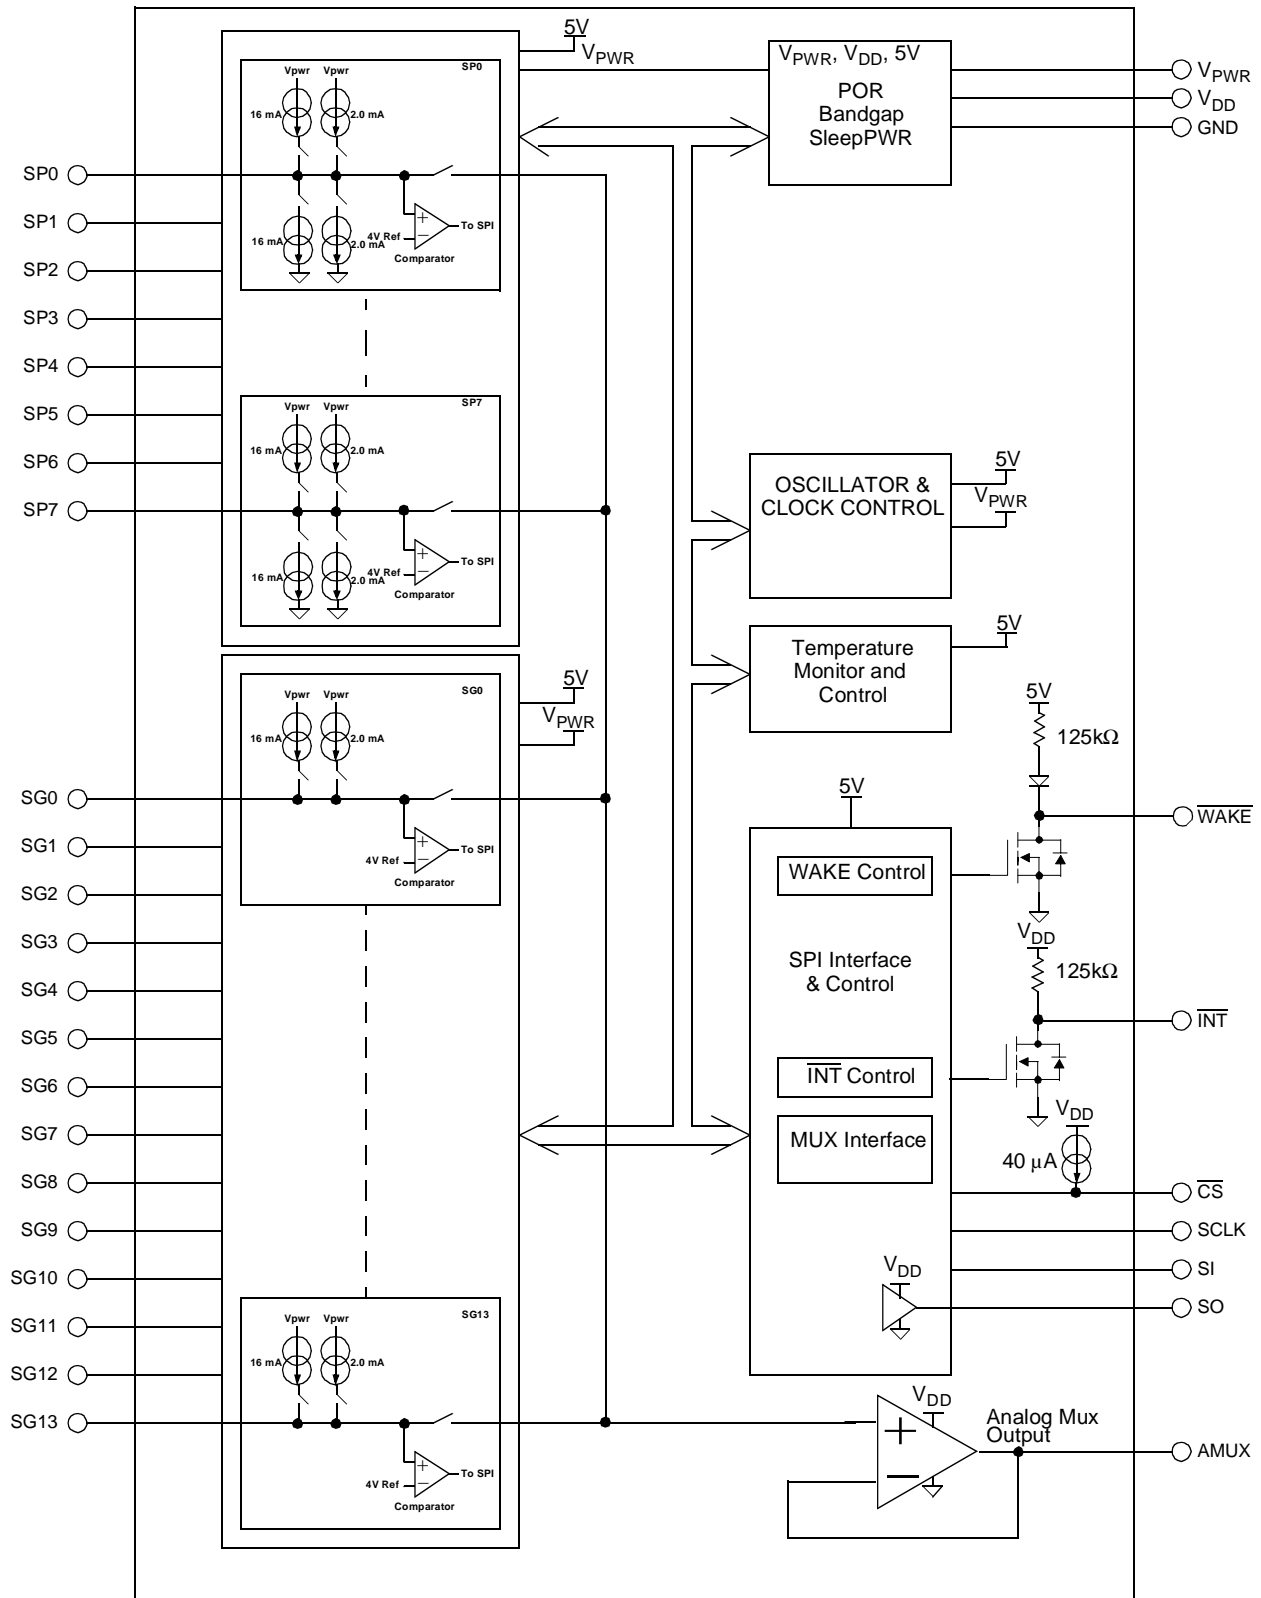 5V
VPWR
SP0
Vpwr Vpwr
16 mA
2.0 mA
16 mA
2.0 mA
4V Ref
+
−
To SPI
Comparator
SP7
Vpwr Vpwr
16 mA
2.0 mA
16 mA
2.0 mA
4V Ref
+
−
To SPI
Comparator
SP0
SP1
SP2
SP3
SP4
SP5
SP6
SP7
5V
VPWR
SG0
Vpwr Vpwr
16 mA
2.0 mA
4V Ref
+
−
To SPI
Comparator
SG13
Vpwr Vpwr
16 mA
2.0 mA
4V Ref
+
−
To SPI
Comparator
SG0
SG1
SG2
SG3
SG4
SG5
SG6
SG7
SG8
SG9
SG10
SG11
SG12
SG13
VPWR, VDD, 5V
POR
Bandgap
SleepPWR
VPWR
VDD
GND
OSCILLATOR &
CLOCK CONTROL
5V
VPWR
Temperature
Monitor and
Control
5V
5V
125kΩ
WAKE
5V
WAKE Control
SPI Interface
& Control
INT Control
MUX Interface
VDD
125kΩ
INT
VDD
40 μA
CS
SCLK
SI
VDD
SO
VDD
+
−
Analog Mux
Output
AMUX